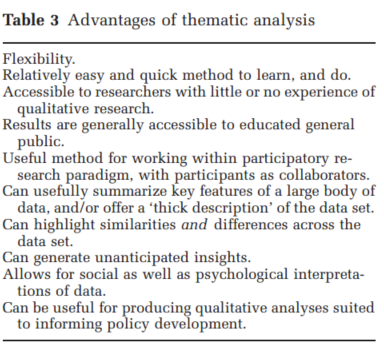 Table 3 Advantages of thematic analysis
Flexibility.
Relatively easy and quick method to learn, and do.
Accessible to researchers with little or no experience of
qualitative research.
Results are generally accessible to educated general
public.
Useful method for working within participatory re-
search paradigm, with participants as collaborators.
Can usefully summarize key features of a large body of
data, and/or offer a ‘thick description’ of the data set.
Can highlight similarities and differences across the
data set.
Can generate unanticipated insights.
Allows for social as well as psychological interpreta-
tions of data.
Can be useful for producing qualitative analyses suited
to informing policy development.